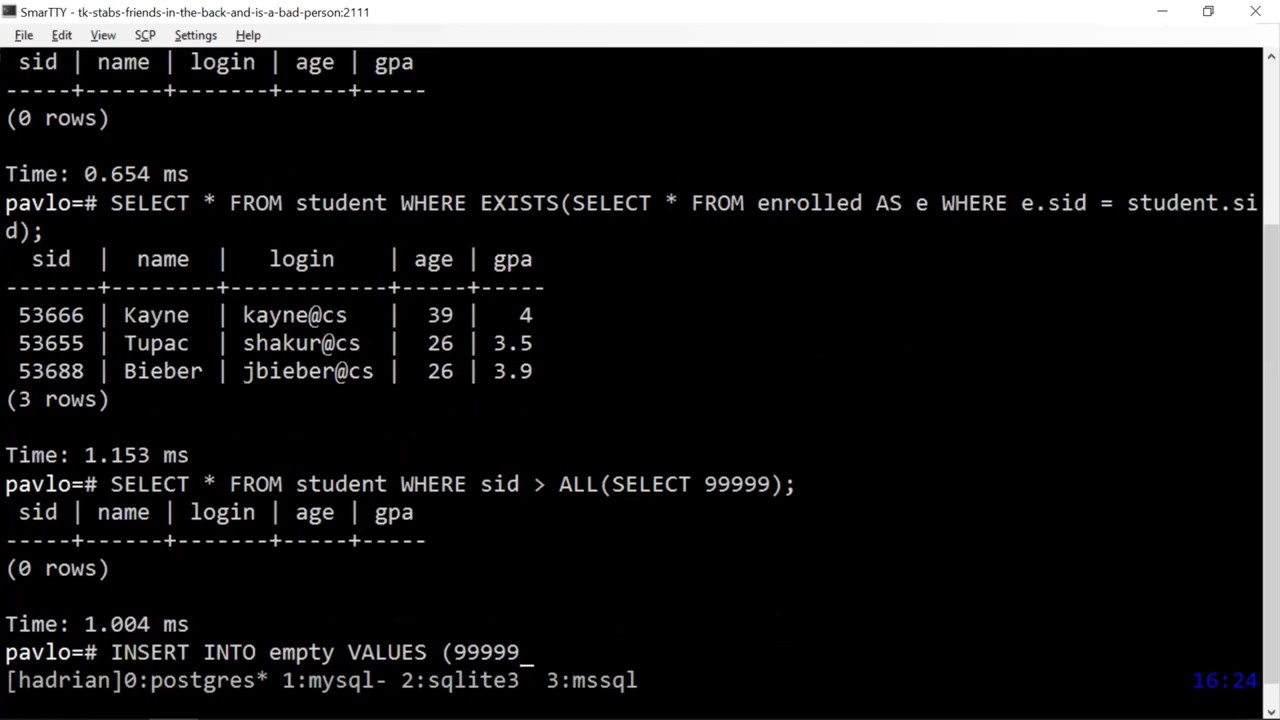 SmarTTY - tk-stabs-friends-in-the-back-and-is-a-bad-person:2111
File Edit View SCP Settings Help
sid | name | login | age | gpa
-----+------+-------+-----+-----
(0 rows)
Time: 0.654 ms
pavlo=# SELECT * FROM student WHERE EXISTS(SELECT * FROM enrolled AS e WHERE e.sid = student.si
d);
sid | name | login | age | gpa
-------+--------+------------+-----+-----
53666 | Kayne | kayne@cs | 39 | 4
53655 | Tupac | shakur@cs | 26 | 3.5
53688 | Bieber | jbieber@cs | 26 | 3.9
(3 rows)
Time: 1.153 ms
pavlo=# SELECT * FROM student WHERE sid > ALL(SELECT 99999);
sid | name | login | age | gpa
-----+------+-------+-----+-----
(0 rows)
Time: 1.004 ms
pavlo=# INSERT INTO empty VALUES (99999_
[hadrian]0:postgres* 1:mysql- 2:sqlite3 3:mssql 16:24